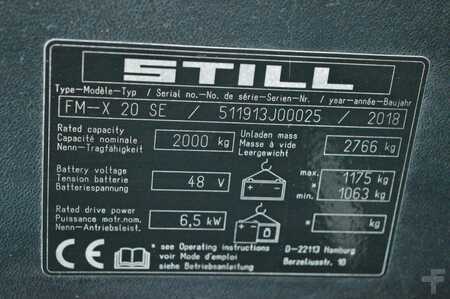 STILL
Type-Modèle-Typ / Serial no.-No. de série-Serien-Nr. / year-année-Baujahr
FM-X 20 SE / 511913J00025 / 2018
Rated capacity
Capacité nominale
Nenn-Tragfähigkeit
2000 kg
Unladen mass
Masse à vide
Leergewicht
2766 kg
Battery voltage
Tension batterie
Batteriespannung
48 V
max. 1175 kg
*
min. 1063 kg
Rated drive power
Puissance motr.nom.
Nenn-Antriebsleist.
6,5 kW
* kg
CE
* see Operating instructions
voir Mode d'emploi
siehe Betriebsanleitung
D-22113 Hamburg
Berzeliusstr. 10